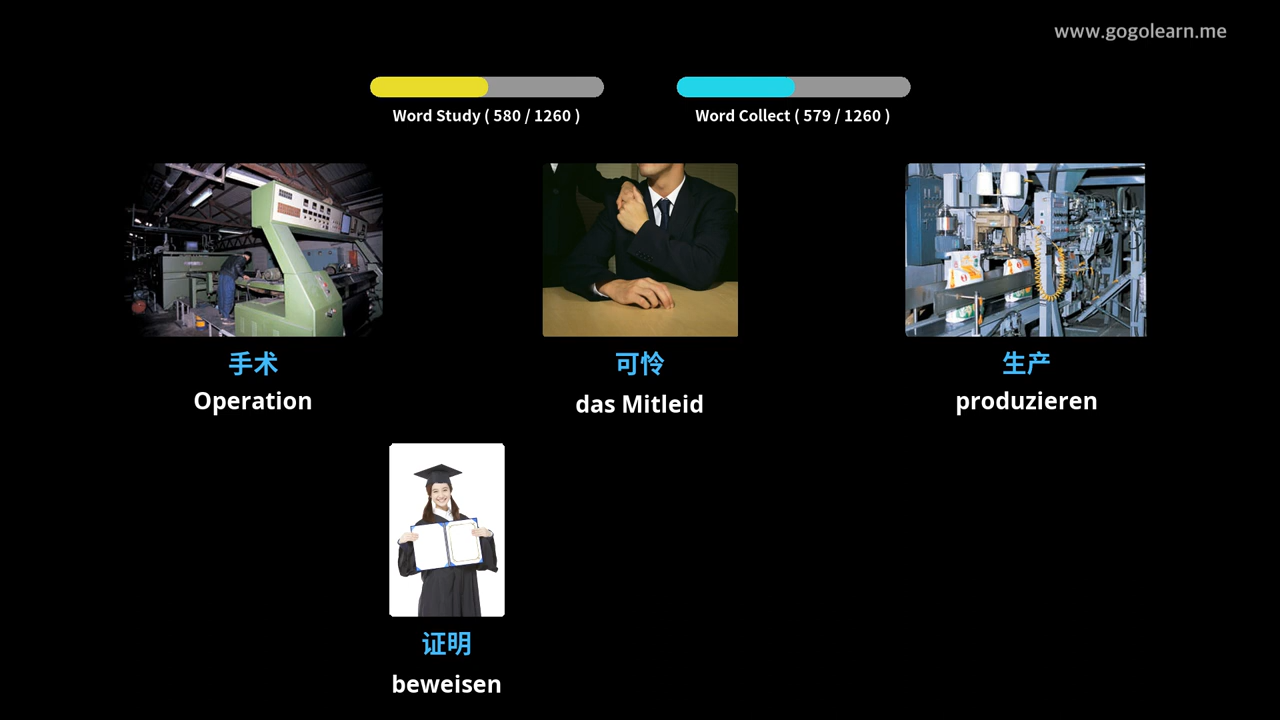 www.gogolearn.me
Word Study ( 580 / 1260 )
Word Collect ( 579 / 1260 )
手术
Operation
可怜
das Mitleid
生产
produzieren
证明
beweisen